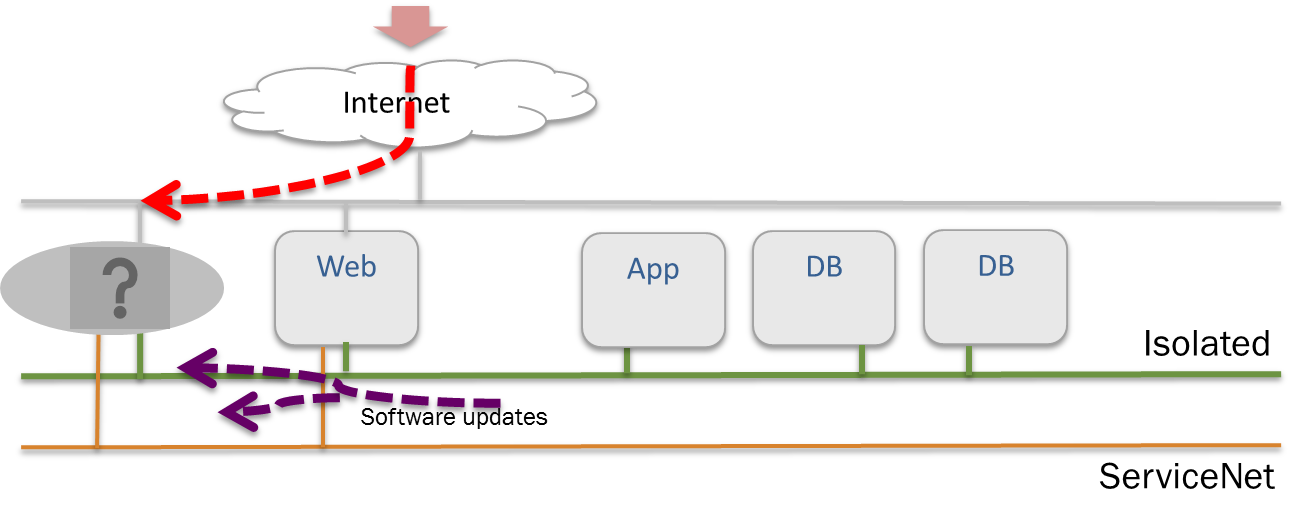 Internet
?
Web
App
DB
DB
Isolated
Software updates
ServiceNet